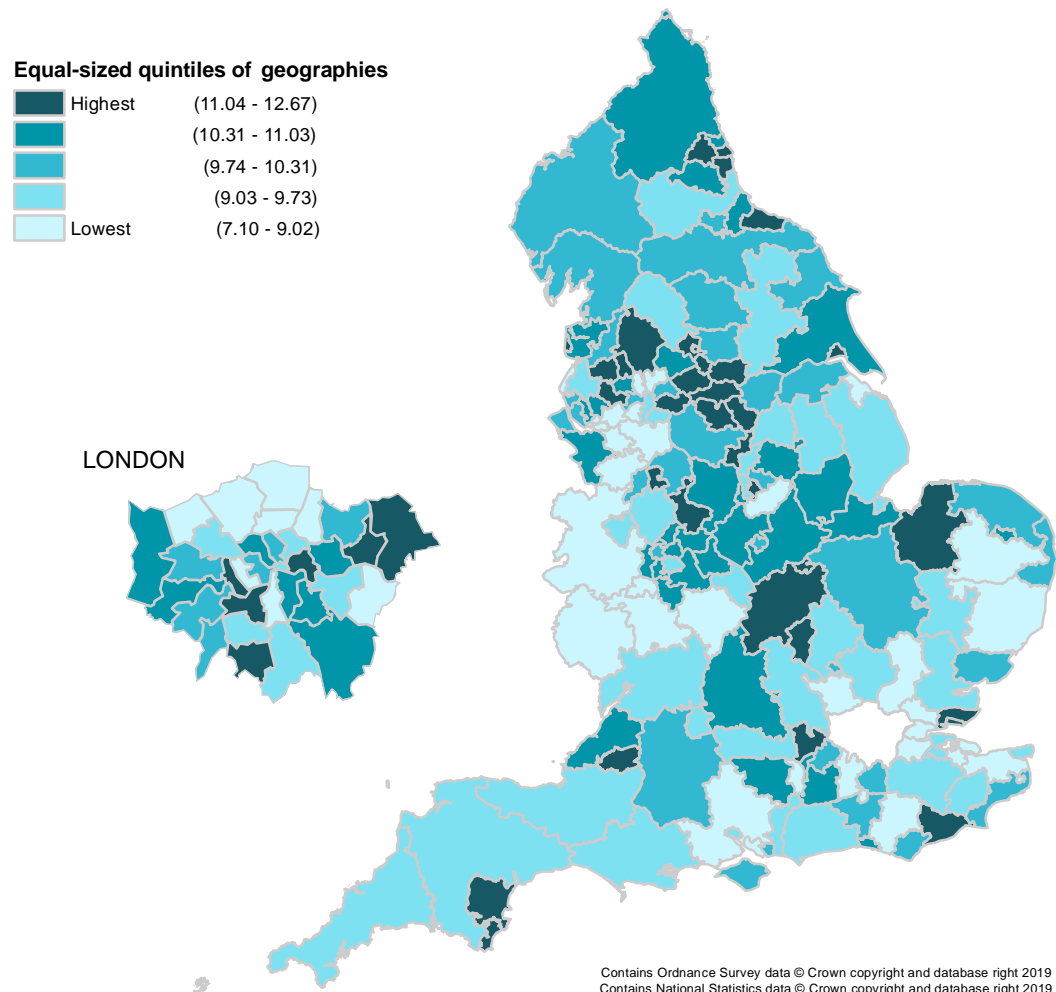 Equal-sized quintiles of geographies
Highest (11.04 - 12.67)
(10.31 - 11.03)
(9.74 - 10.31)
(9.03 - 9.73)
Lowest (7.10 - 9.02)
LONDON
Contains Ordnance Survey data © Crown copyright and database right 2019
Contains National Statistics data © Crown copyright and database right 2019